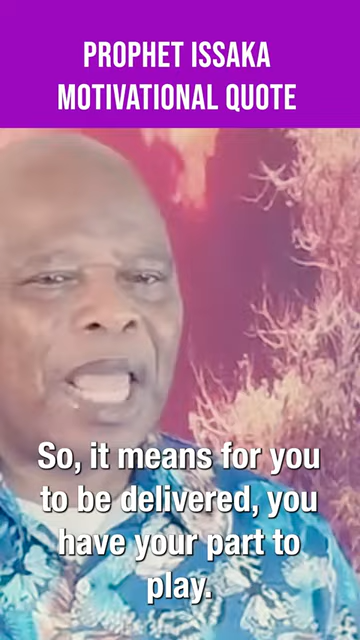 PROPHET ISSAKA
MOTIVATIONAL QUOTE
So, it means for you
to be delivered, you
have your part to
play.